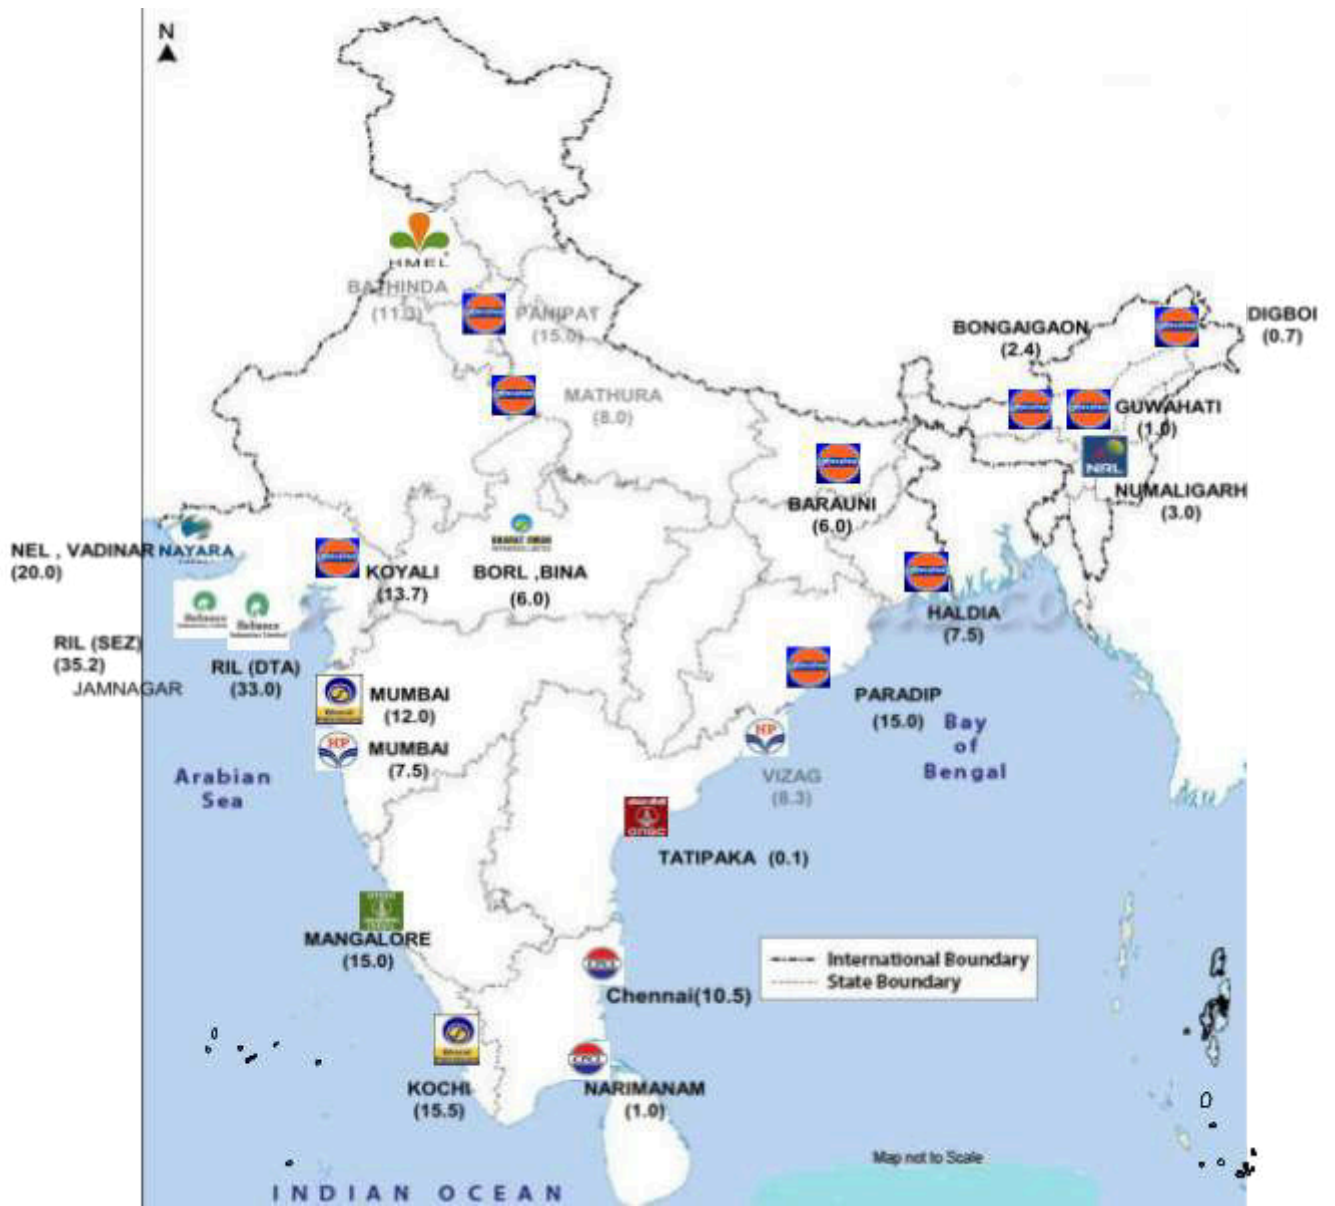 N
HMEL
BATHINDA
(11.3)
PANIPAT
(15.0)
MATHURA
(8.0)
BONGAIGAON
(2.4)
DIGBOI
(0.7)
GUWAHATI
(1.0)
NRL
NUMALIGARH
(3.0)
BARAUNI
(6.0)
NEL , VADINAR
(20.0)
NAYARA
KOYALI
(13.7)
BORL ,BINA
(6.0)
HALDIA
(7.5)
Reliance
Reliance
RIL (SEZ)
(35.2)
JAMNAGAR
RIL (DTA)
(33.0)
MUMBAI
(12.0)
HP
MUMBAI
(7.5)
PARADIP
(15.0)
Bay
of
Bengal
HP
VIZAG
(8.3)
Arabian
Sea
TATIPAKA (0.1)
MANGALORE
(15.0)
International Boundary
State Boundary
Chennai(10.5)
KOCHI
(15.5)
NARIMANAM
(1.0)
Map not to Scale
INDIAN OCEAN